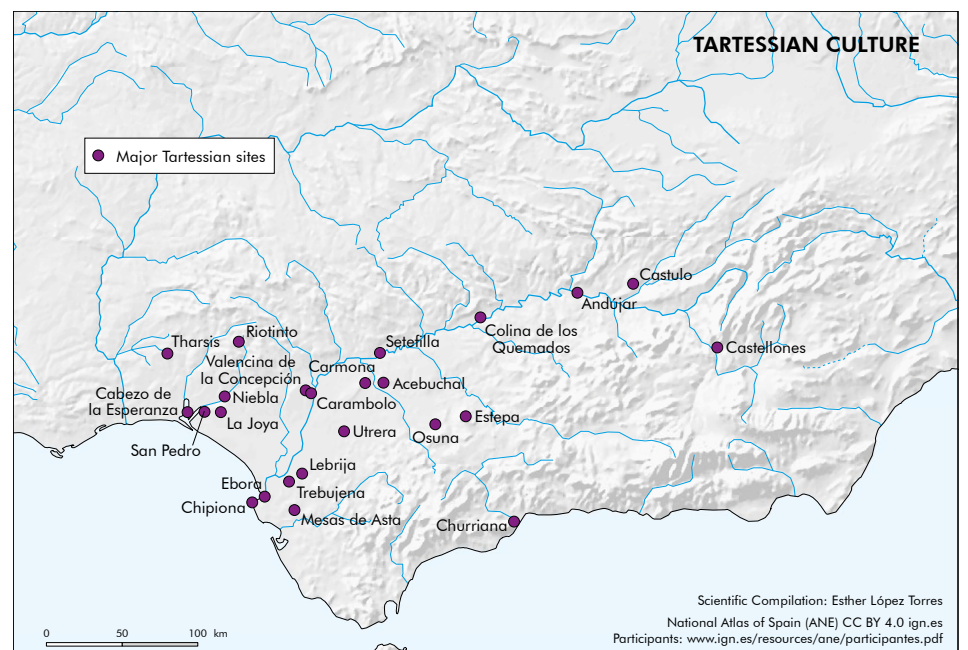 TARTESSIAN CULTURE
Major Tartessian sites
Castulo
Andújar
Colina de los
Quemados
Castellones
Riotinto
Tharsis
Setefilla
Valencina de
la Concepción
Carmona
Acebuchal
Cabezo de
la Esperanza
Niebla
Carambolo
La Joya
Estepa
Utrera
Osuna
San Pedro
Lebrija
Ebora
Trebujena
Chipiona
Mesas de Asta
Churriana
Scientific Compilation: Esther López Torres
National Atlas of Spain (ANE) CC BY 4.0 ign.es
Participants: www.ign.es/resources/ane/participantes.pdf
0 50 100 km